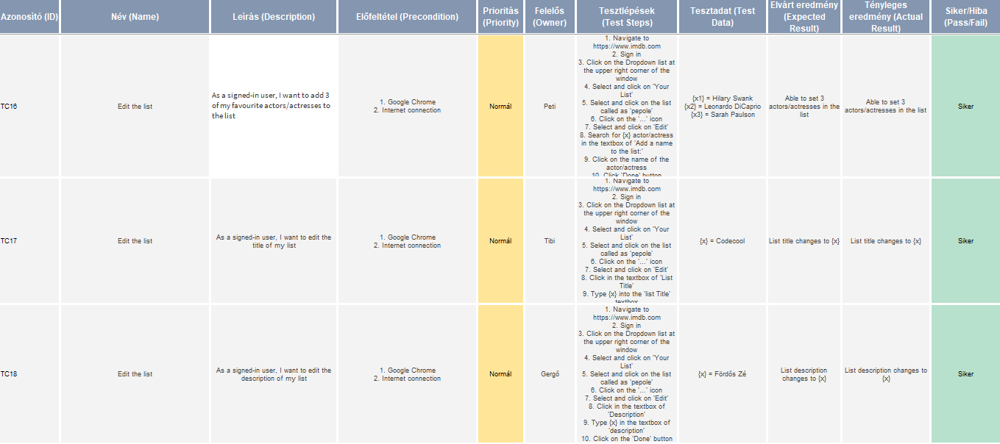 Azonosító (ID)
Név (Name)
Leírás (Description)
Előfeltétel (Precondition)
Prioritás
(Priority)
Felelős
(Owner)
Tesztlépések
(Test Steps)
Tesztadat (Test
Data)
Elvárt eredmény
(Expected
Result)
Tényleges
eredmény (Actual
Result)
Siker/Hiba
(Pass/Fail)
TC16
Edit the list
As a signed-in user, I want to add 3
of my favourite actors/actresses to
the list
1. Google Chrome
2. Internet connection
Normál
Peti
1. Navigate to
https://www.imdb.com
2. Sign in
3. Click on the Dropdown list at
the upper right corner of the
window
4. Select and click on 'Your
List'
5. Select and click on the list
called as 'pepole'
6. Click on the '...' icon
7. Select and click on 'Edit'
8. Search for {x} actor/actress
in the textbox of 'Add a name
to the list:'
9. Click on the name of the
actor/actress
10. Click 'Done' button
{x1} = Hilary Swank
{x2} = Leonardo DiCaprio
{x3} = Sarah Paulson
Able to set 3
actors/actresses in the
list
Able to set 3
actors/actresses in the list
Siker
TC17
Edit the list
As a signed-in user, I want to edit the
title of my list
1. Google Chrome
2. Internet connection
Normál
Tibi
1. Navigate to
https://www.imdb.com
2. Sign in
3. Click on the Dropdown list at
the upper right corner of the
window
4. Select and click on 'Your
List'
5. Select and click on the list
called as 'pepole'
6. Click on the '...' icon
7. Select and click on 'Edit'
8. Click in the textbox of 'List
Title'
9. Type {x} into the 'list Title'
textbox
{x} = Codecool
List title changes to {x}
List title changes to {x}
Siker
TC18
Edit the list
As a signed-in user, I want to edit the
description of my list
1. Google Chrome
2. Internet connection
Normál
Gergő
1. Navigate to
https://www.imdb.com
2. Sign in
3. Click on the Dropdown list at
the upper right corner of the
window
4. Select and click on 'Your
List'
5. Select and click on the list
called as 'pepole'
6. Click on the '...' icon
7. Select and click on 'Edit'
8. Click in the textbox of
'Description'
9. Type {x} in the textbox of
'description'
10. Click on the 'Done' button
{x} = Fördős Zé
List description
changes to {x}
List description changes to
{x}
Siker